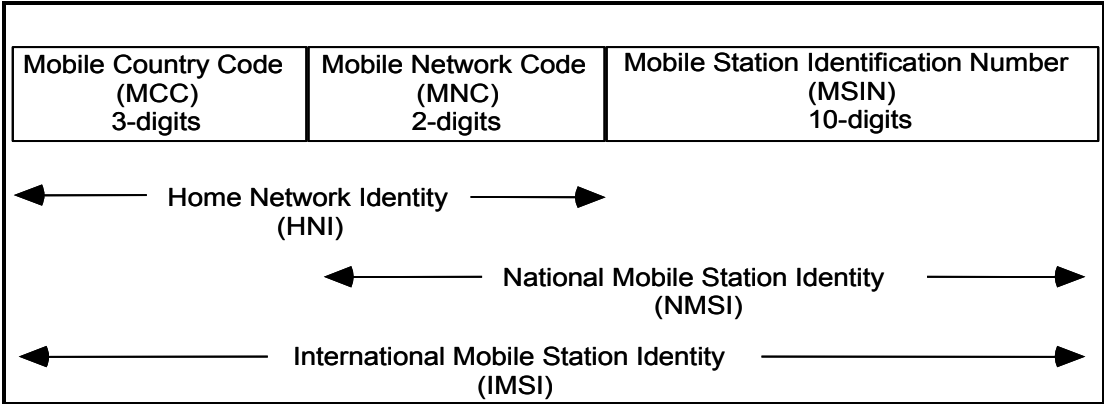 Mobile Country Code
(MCC)
3-digits
Mobile Network Code
(MNC)
2-digits
Mobile Station Identification Number
(MSIN)
10-digits
Home Network Identity
(HNI)
National Mobile Station Identity
(NMSI)
International Mobile Station Identity
(IMSI)